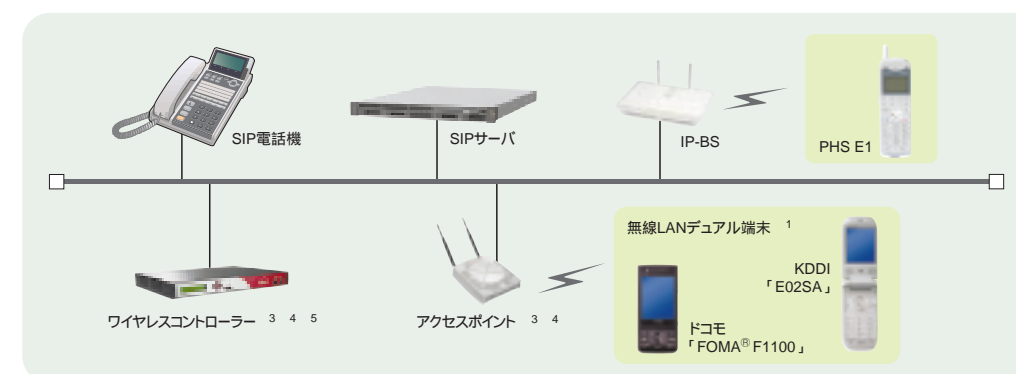 SIP電話機
SIPサーバ
IP-BS
PHS E1
無線LANデュアル端末 1
KDDI
「E02SA」
ドコモ
「FOMA® F1100」
ワイヤレスコントローラー 3 4 5
アクセスポイント 3 4